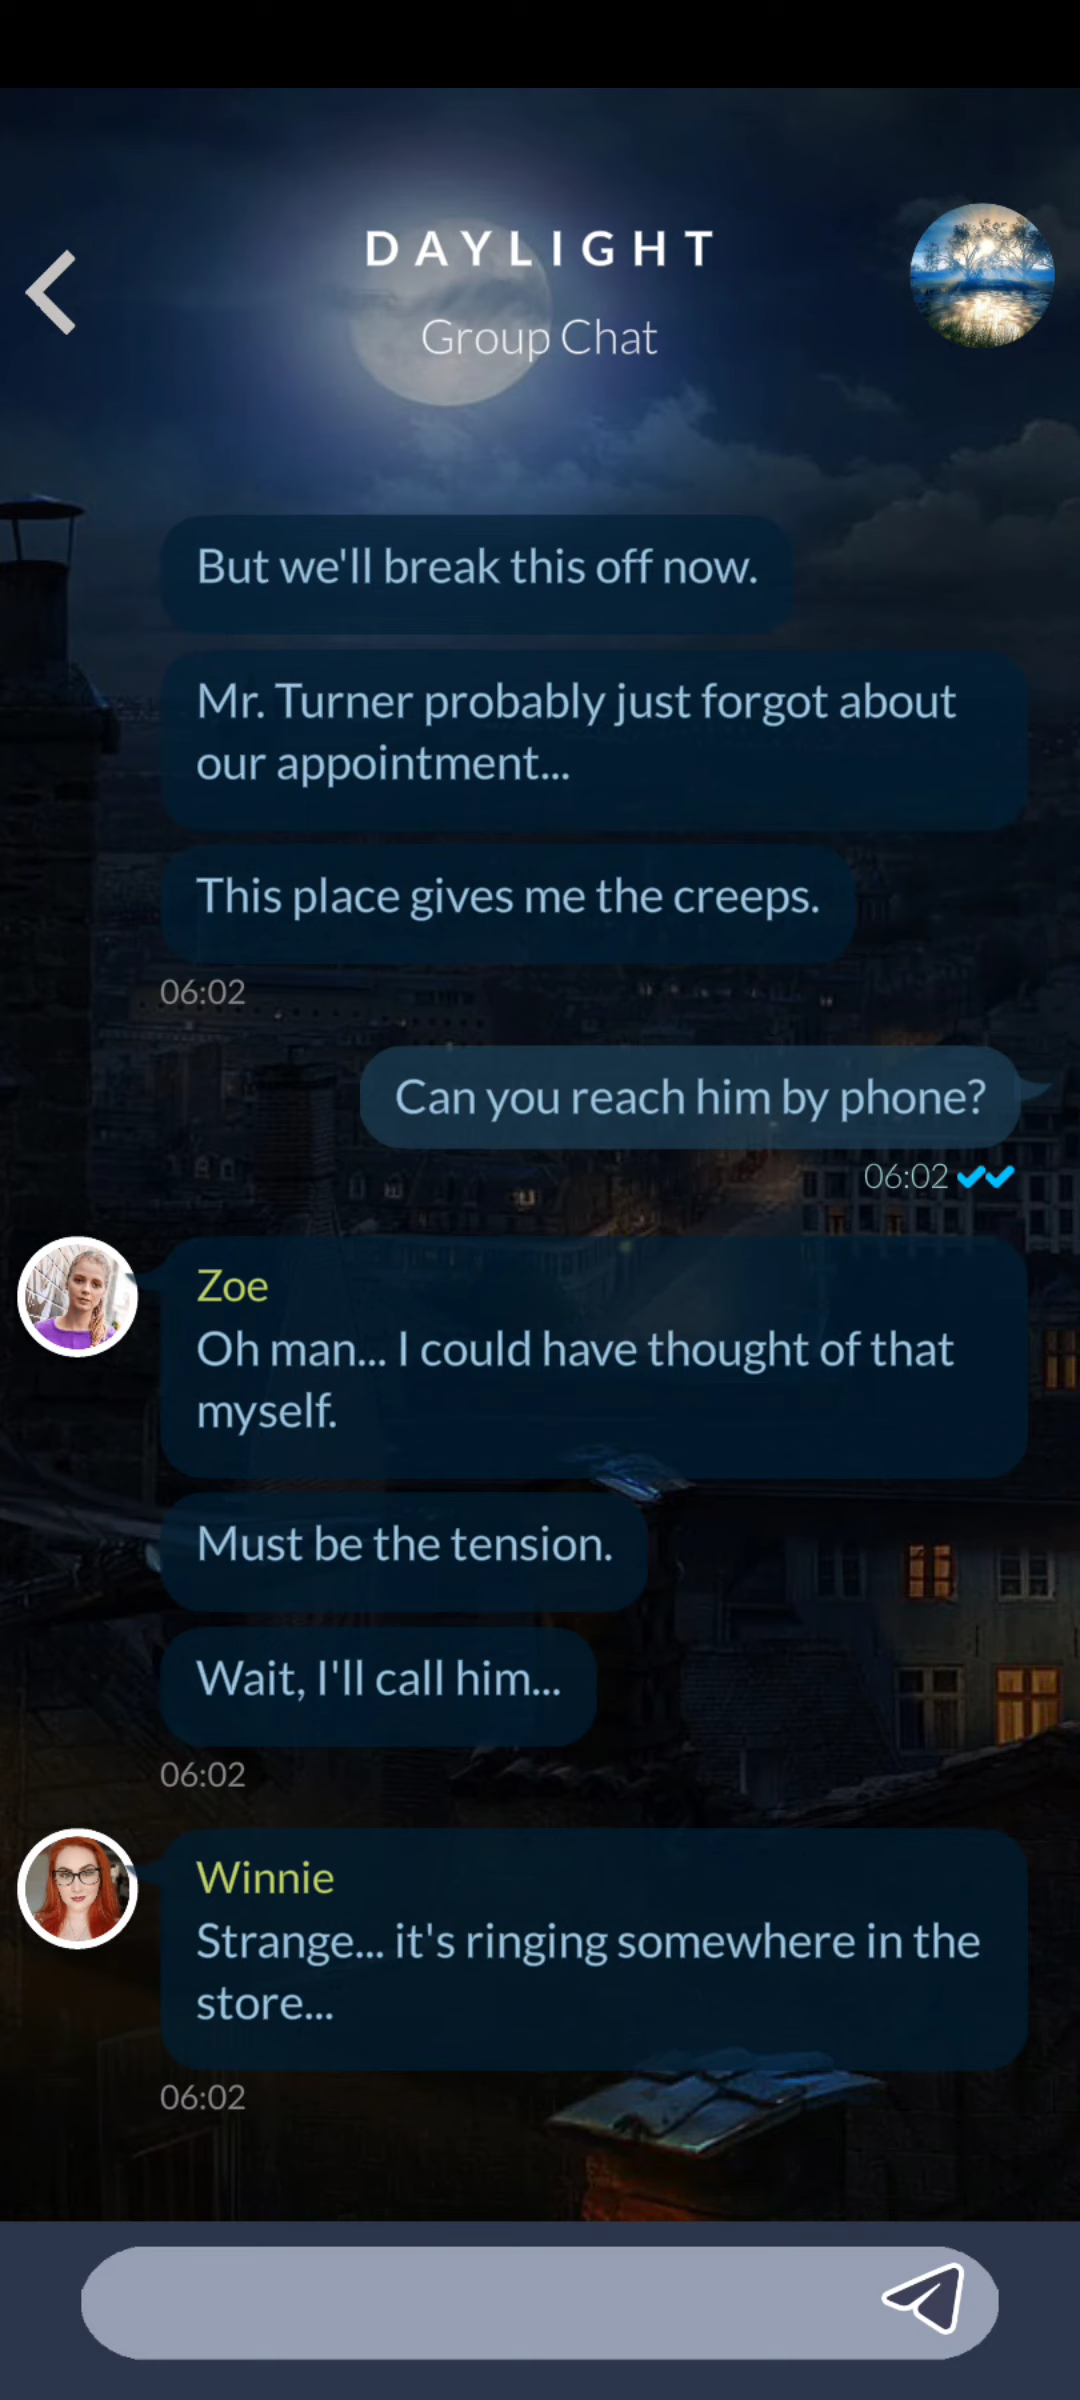 DAYLIGHT
Group Chat
But we'll break this off now.
Mr. Turner probably just forgot about
our appointment...
This place gives me the creeps.
06:02
Can you reach him by phone?
06:02
Zoe
Oh man... I could have thought of that
myself.
Must be the tension.
Wait, I'll call him...
06:02
Winnie
Strange... it's ringing somewhere in the
store...
06:02